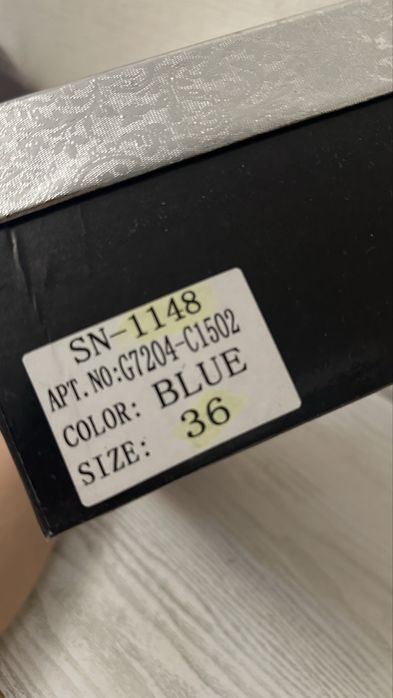 SN-1148
APT.NO:G7204-C1502
COLOR: BLUE
SIZE: 36